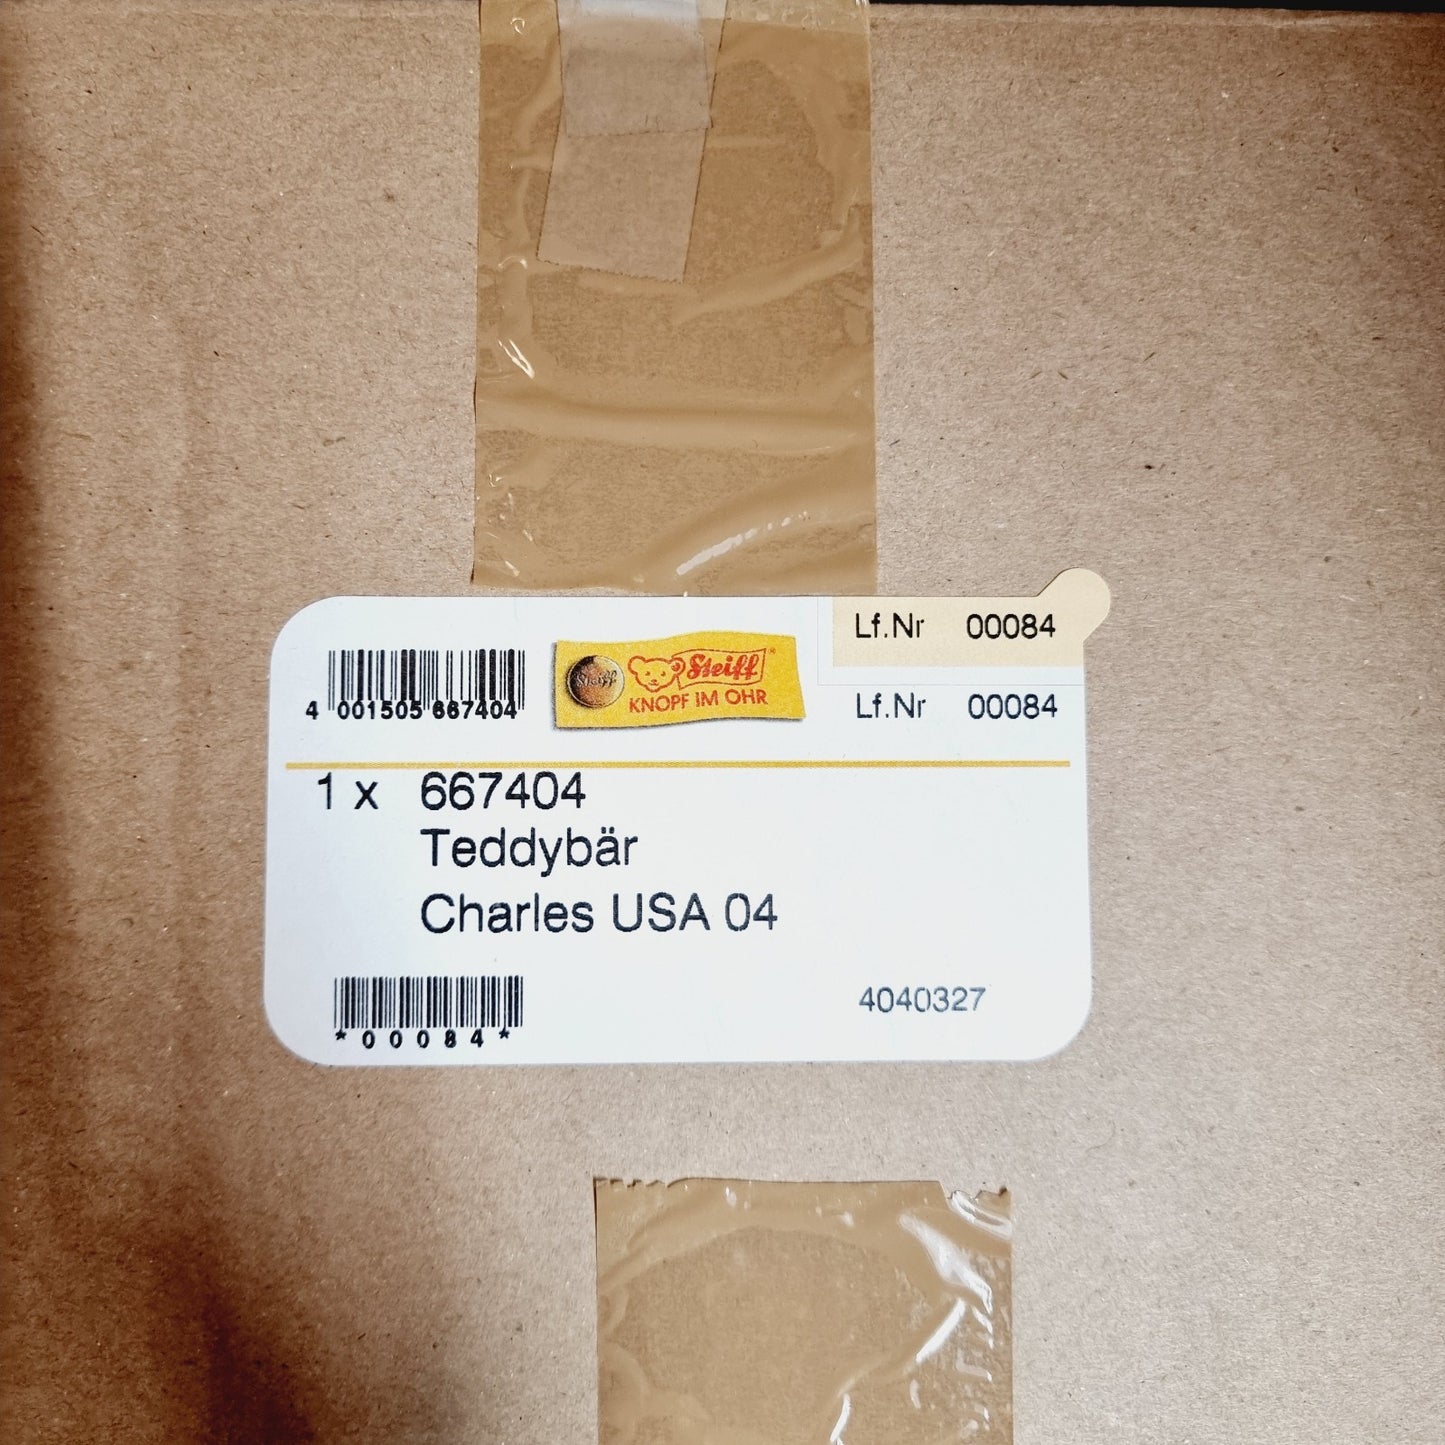 Lf.Nr 00084
4 001505 667404
Steiff
Steiff
KNOPF IM OHR
Lf.Nr 00084
1 x 667404
Teddybär
Charles USA 04
*00084*
4040327